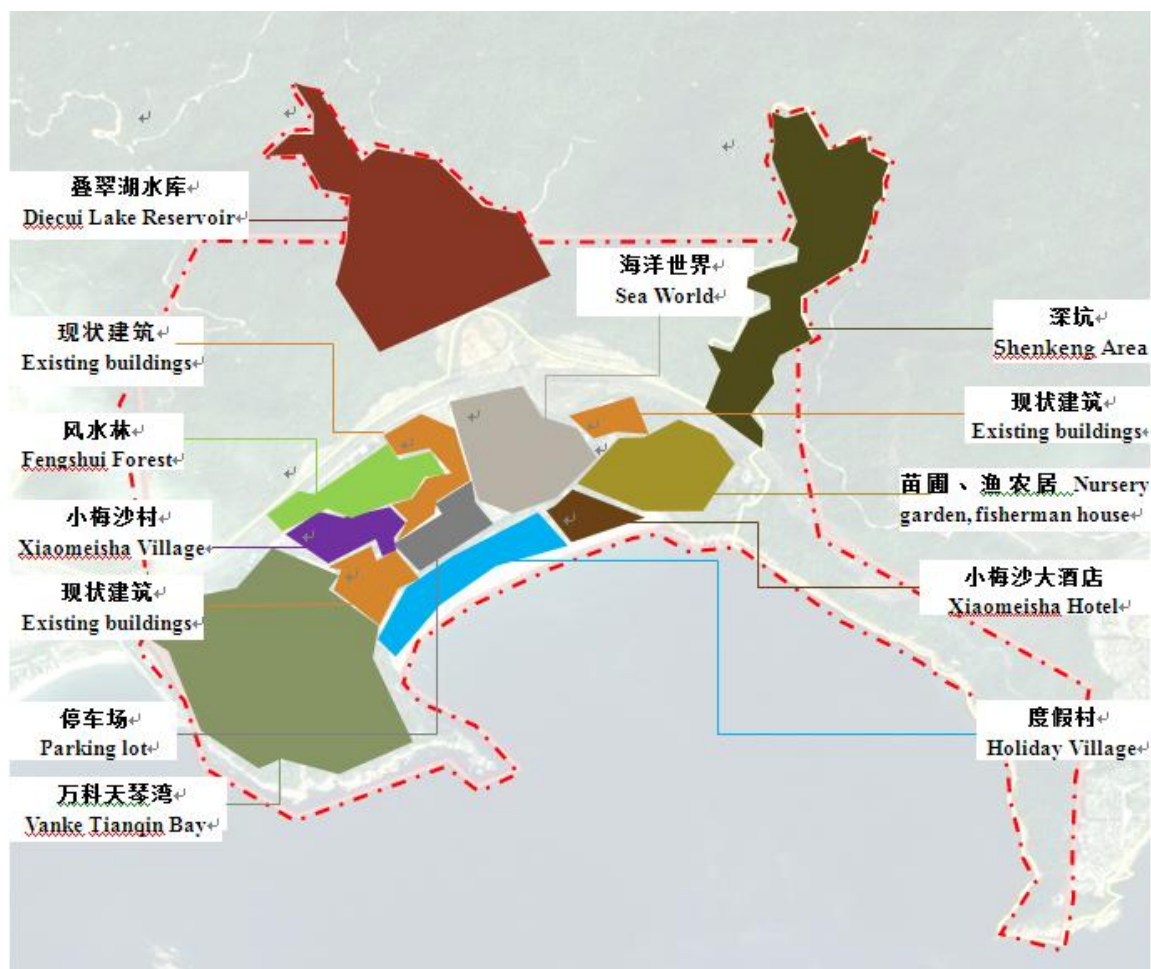 叠翠湖水库
Diecui Lake Reservoir
海洋世界
Sea World
现状建筑
Existing buildings
深坑
Shenkeng Area
现状建筑
Existing buildings
风水林
Fengshui Forest
苗圃、渔农居 Nursery
garden, fisherman house
小梅沙村
Xiaomeisha Village
小梅沙大酒店
Xiaomeisha Hotel
现状建筑
Existing buildings
停车场
Parking lot
度假村
Holiday Village
万科天琴湾
Vanke Tianqin Bay